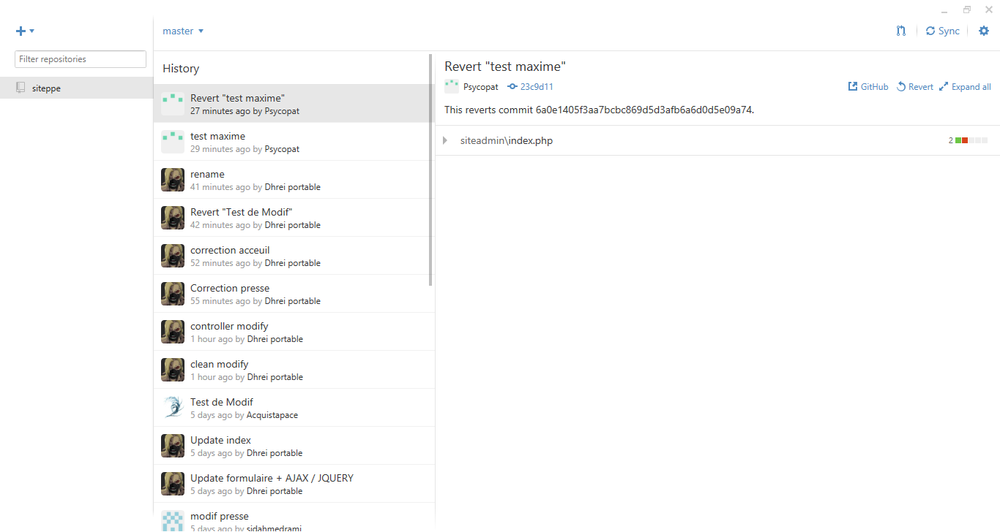 master
Sync
Filter repositories
siteppe
History
Revert "test maxime"
27 minutes ago by Psycopat
test maxime
29 minutes ago by Psycopat
rename
41 minutes ago by Dhrei portable
Revert "Test de Modif"
42 minutes ago by Dhrei portable
correction acceuil
52 minutes ago by Dhrei portable
Correction presse
55 minutes ago by Dhrei portable
controller modify
1 hour ago by Dhrei portable
clean modify
1 hour ago by Dhrei portable
Test de Modif
5 days ago by Acquistapace
Update index
5 days ago by Dhrei portable
Update formulaire + AJAX / JQUERY
5 days ago by Dhrei portable
modif presse
5 days ago by sidahmedrami
Revert "test maxime"
Psycopat 23c9d11 GitHub Revert Expand all
This reverts commit 6a0e1405f3aa7bcbc869d5d3afb6a6d0d5e09a74.
siteadmin\index.php 2